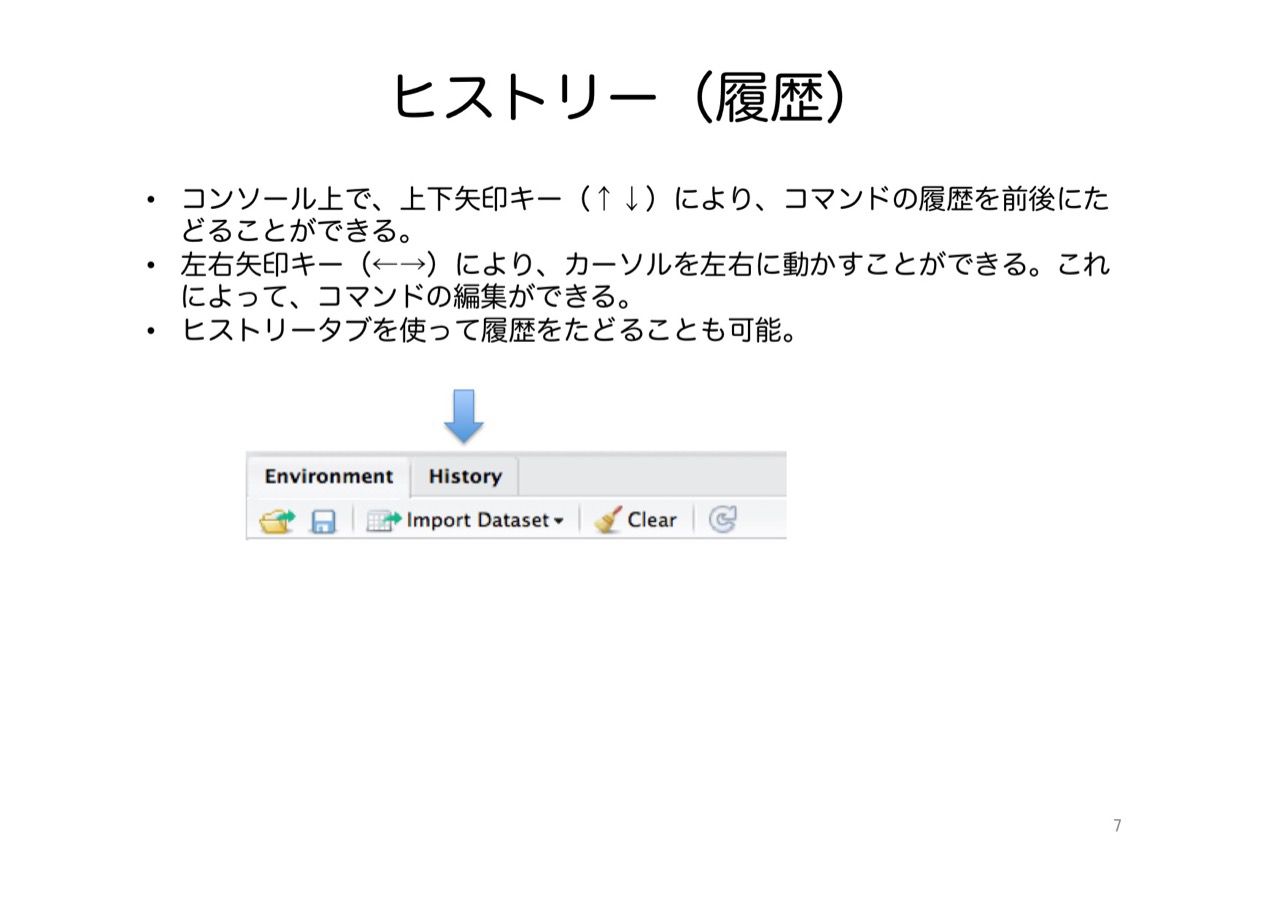 ヒストリー（履歴）
• コンソール上で、上下矢印キー（↑↓）により、コマンドの履歴を前後にた
どることができる。
• 左右矢印キー（←→）により、カーソルを左右に動かすことができる。これ
によって、コマンドの編集ができる。
• ヒストリータブを使って履歴をたどることも可能。
Environment History
Import Dataset Clear
7